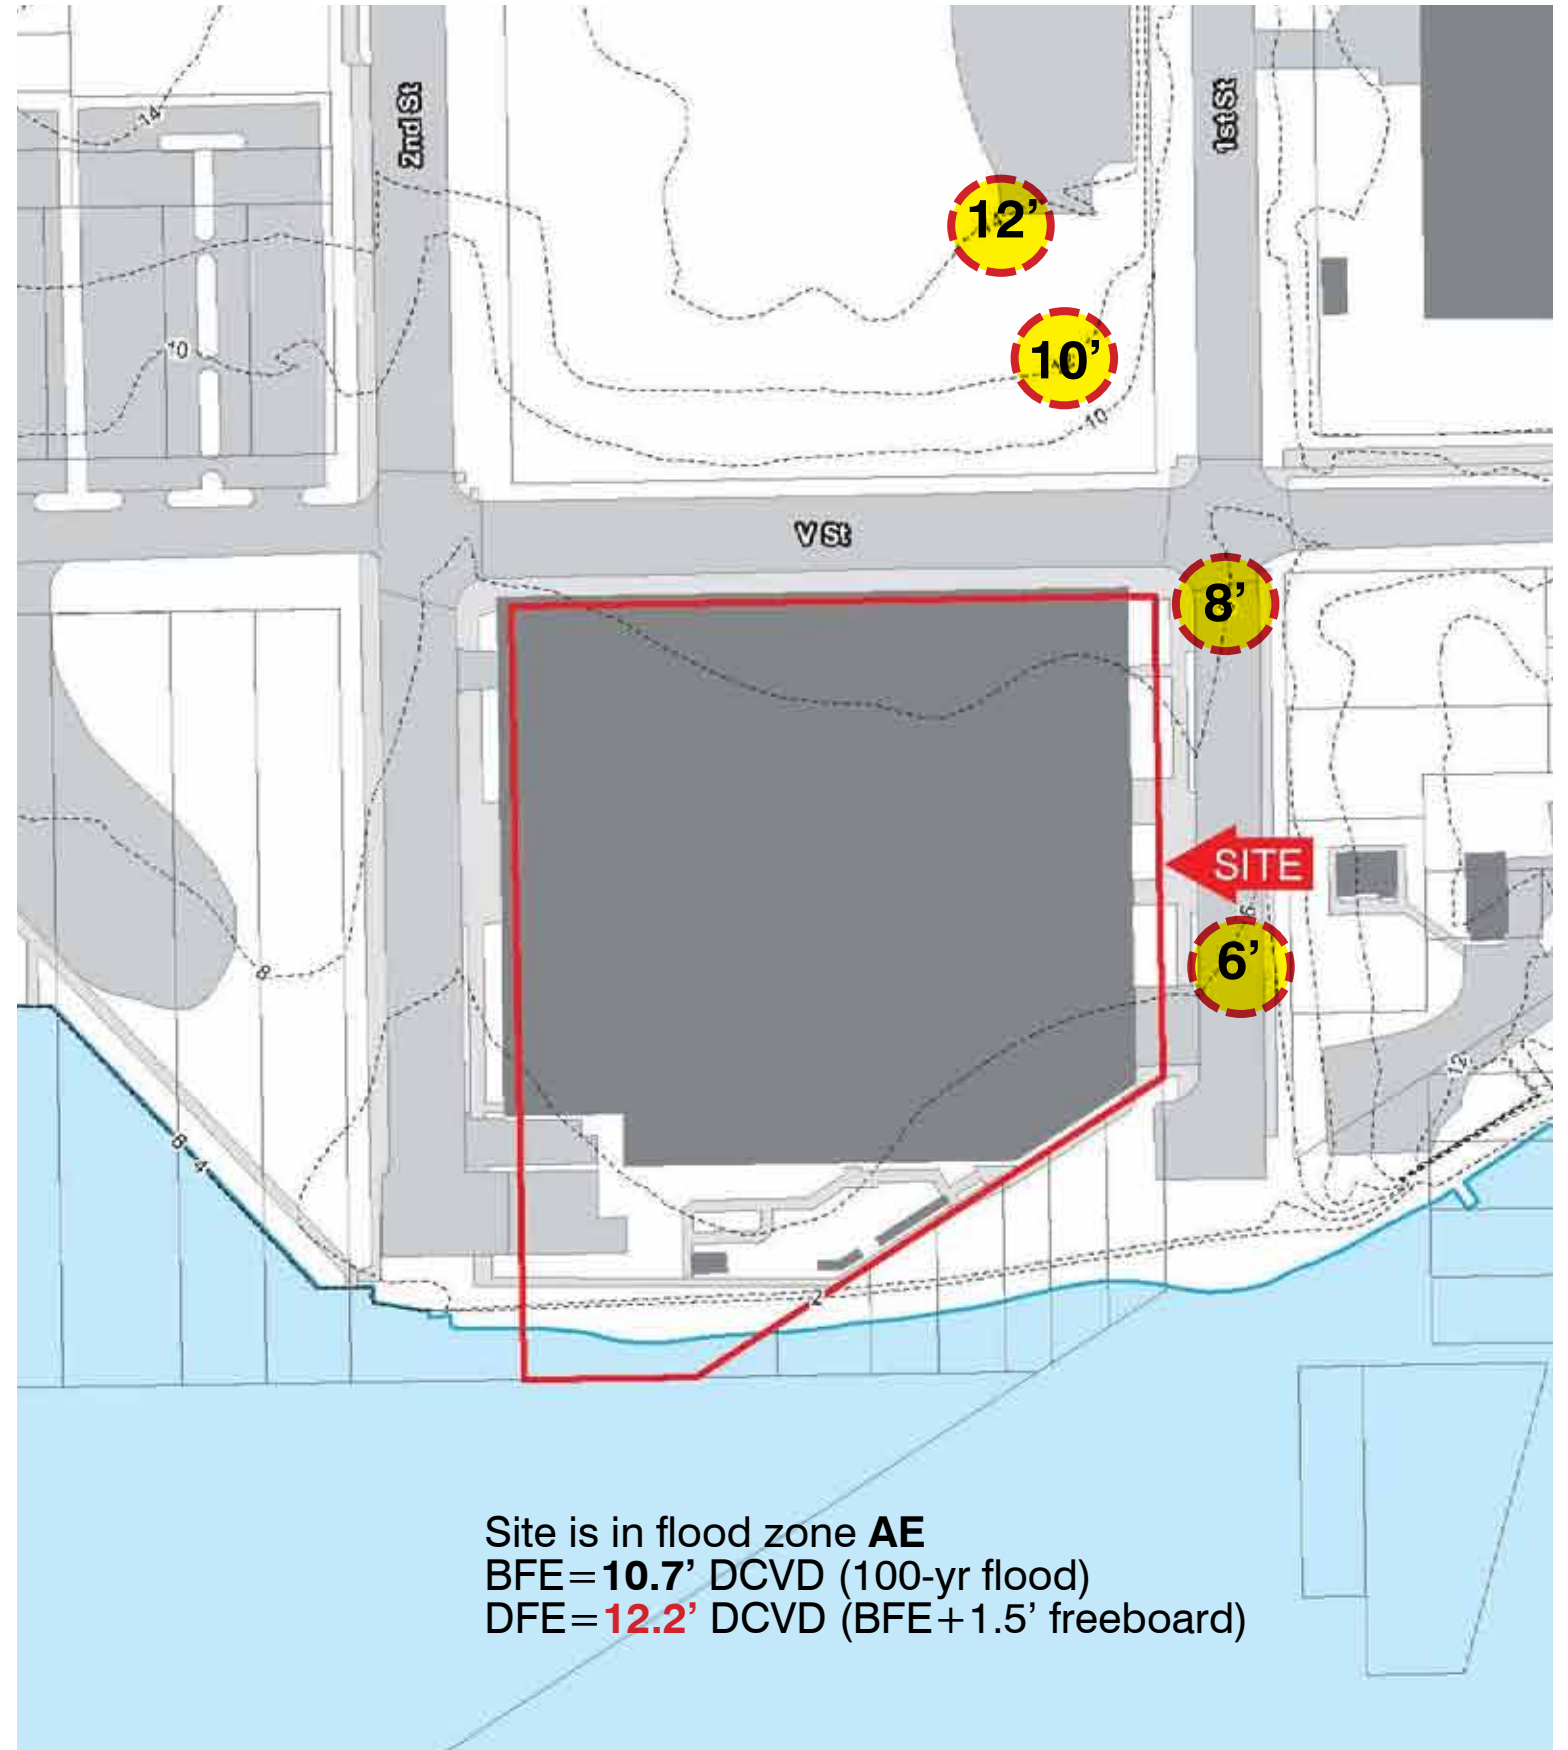 14
2nd St
1st St
12’
10’
10
10
V St
8’
SITE
6
6’
8
12
8
4
2
Site is in flood zone AE
BFE=10.7’ DCVD (100-yr flood)
DFE=12.2’ DCVD (BFE+1.5’ freeboard)